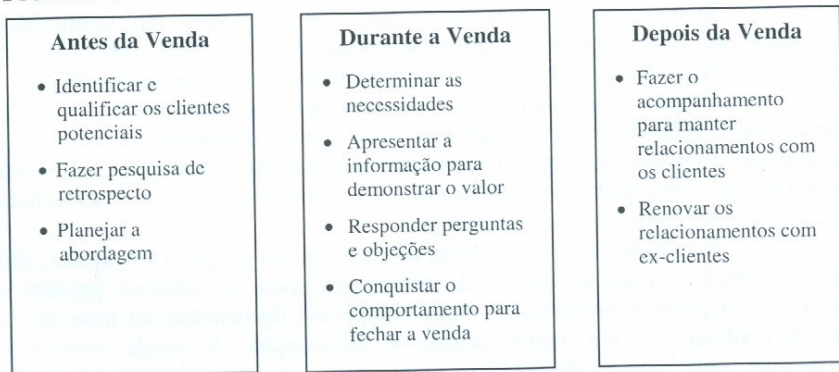 Antes da Venda
• Identificar e
qualificar os clientes
potenciais
• Fazer pesquisa de
retrospecto
• Planejar a
abordagem
Durante a Venda
• Determinar as
necessidades
• Apresentar a
informação para
demonstrar o valor
• Responder perguntas
e objeções
• Conquistar o
comportamento para
fechar a venda
Depois da Venda
• Fazer o
acompanhamento
para manter
relacionamentos com
os clientes
• Renovar os
relacionamentos com
ex-clientes